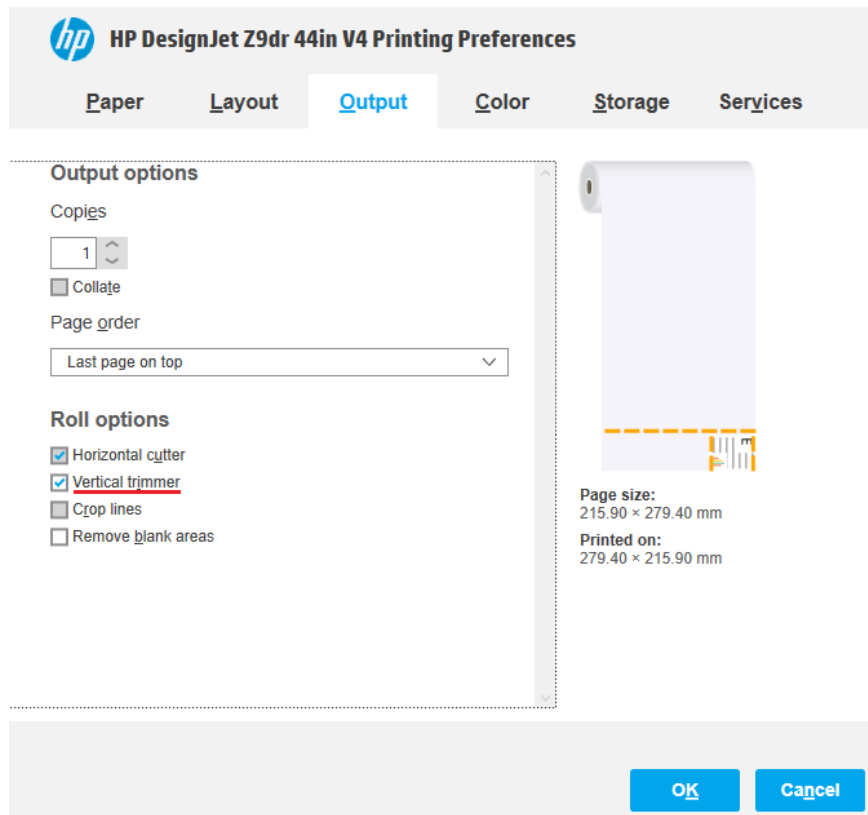 hp HP DesignJet Z9dr 44in V4 Printing Preferences
Paper Layout Output Color Storage Services
Output options
Copies
1
Collate
Page order
Last page on top
Roll options
Horizontal cutter
Vertical trimmer
Crop lines
Remove blank areas
Page size:
215.90 × 279.40 mm
Printed on:
279.40 × 215.90 mm
OK Cancel